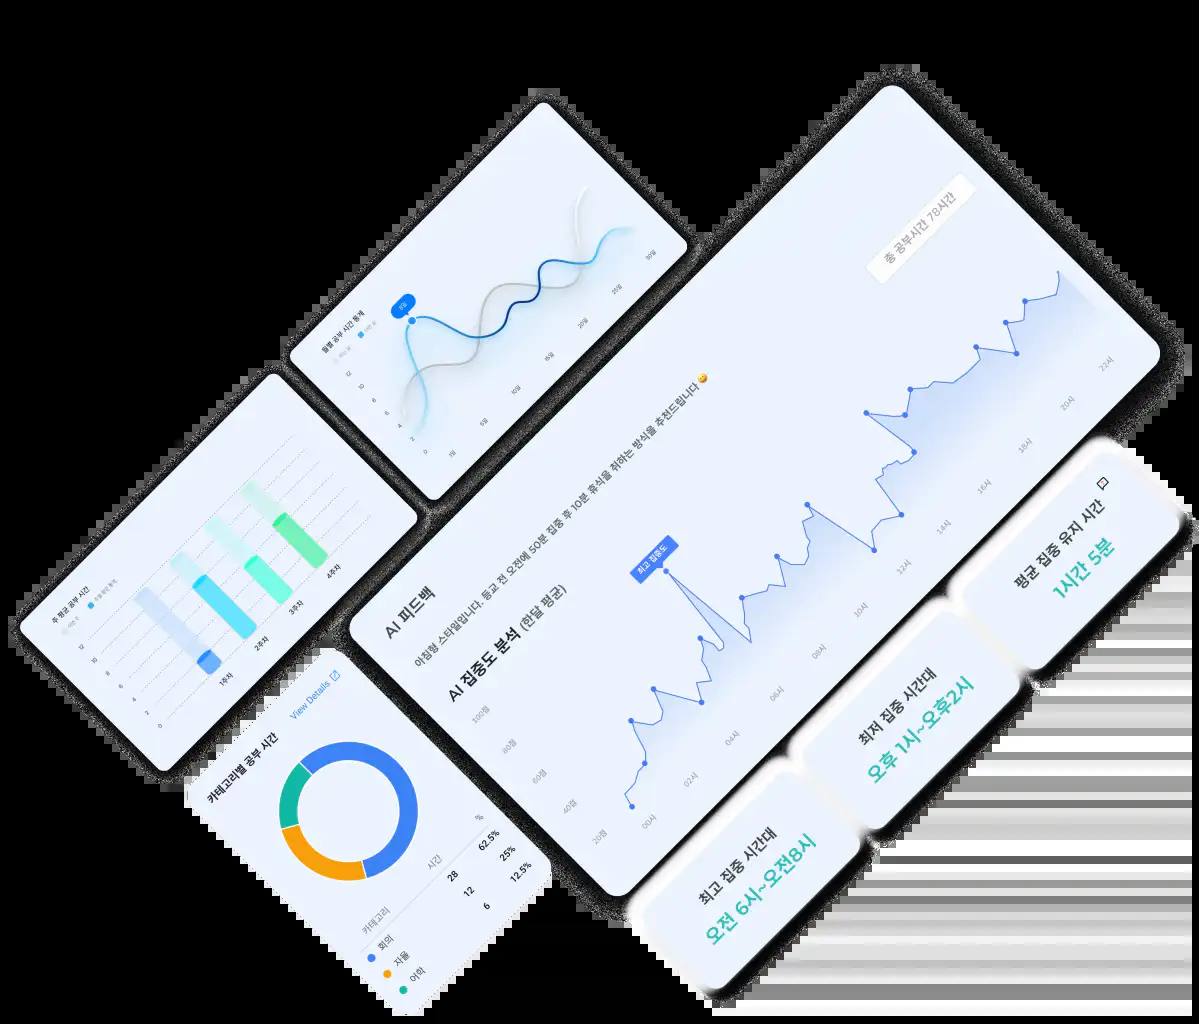 월별 공부 시간 통계
지난 달
이번 달
5일
12
10
8
6
4
2
0
1일
5일
10일
15일
20일
25일
30일
주 평균 공부 시간
이번 주
12
10
8
6
4
2
0
1주차
2주차
3주차
4주차
카테고리별 공부 시간
View Details
카테고리
시간
%
회의
28
62.5%
자율
12
25%
어학
6
12.5%
AI 피드백
아침형 스타일입니다. 등교 전 오전에 50분 집중 후 10분 휴식을 취하는 방식을 추천드립니다😀
AI 집중도 분석 (한달 평균)
총 공부시간 78시간
최고 집중도
100점
80점
60점
40점
20점
00시
02시
04시
06시
08시
10시
12시
14시
16시
18시
20시
22시
최고 집중 시간대
오전 6시~오전8시
최저 집중 시간대
오후 1시~오후2시
평균 집중 유지 시간
1시간 5분